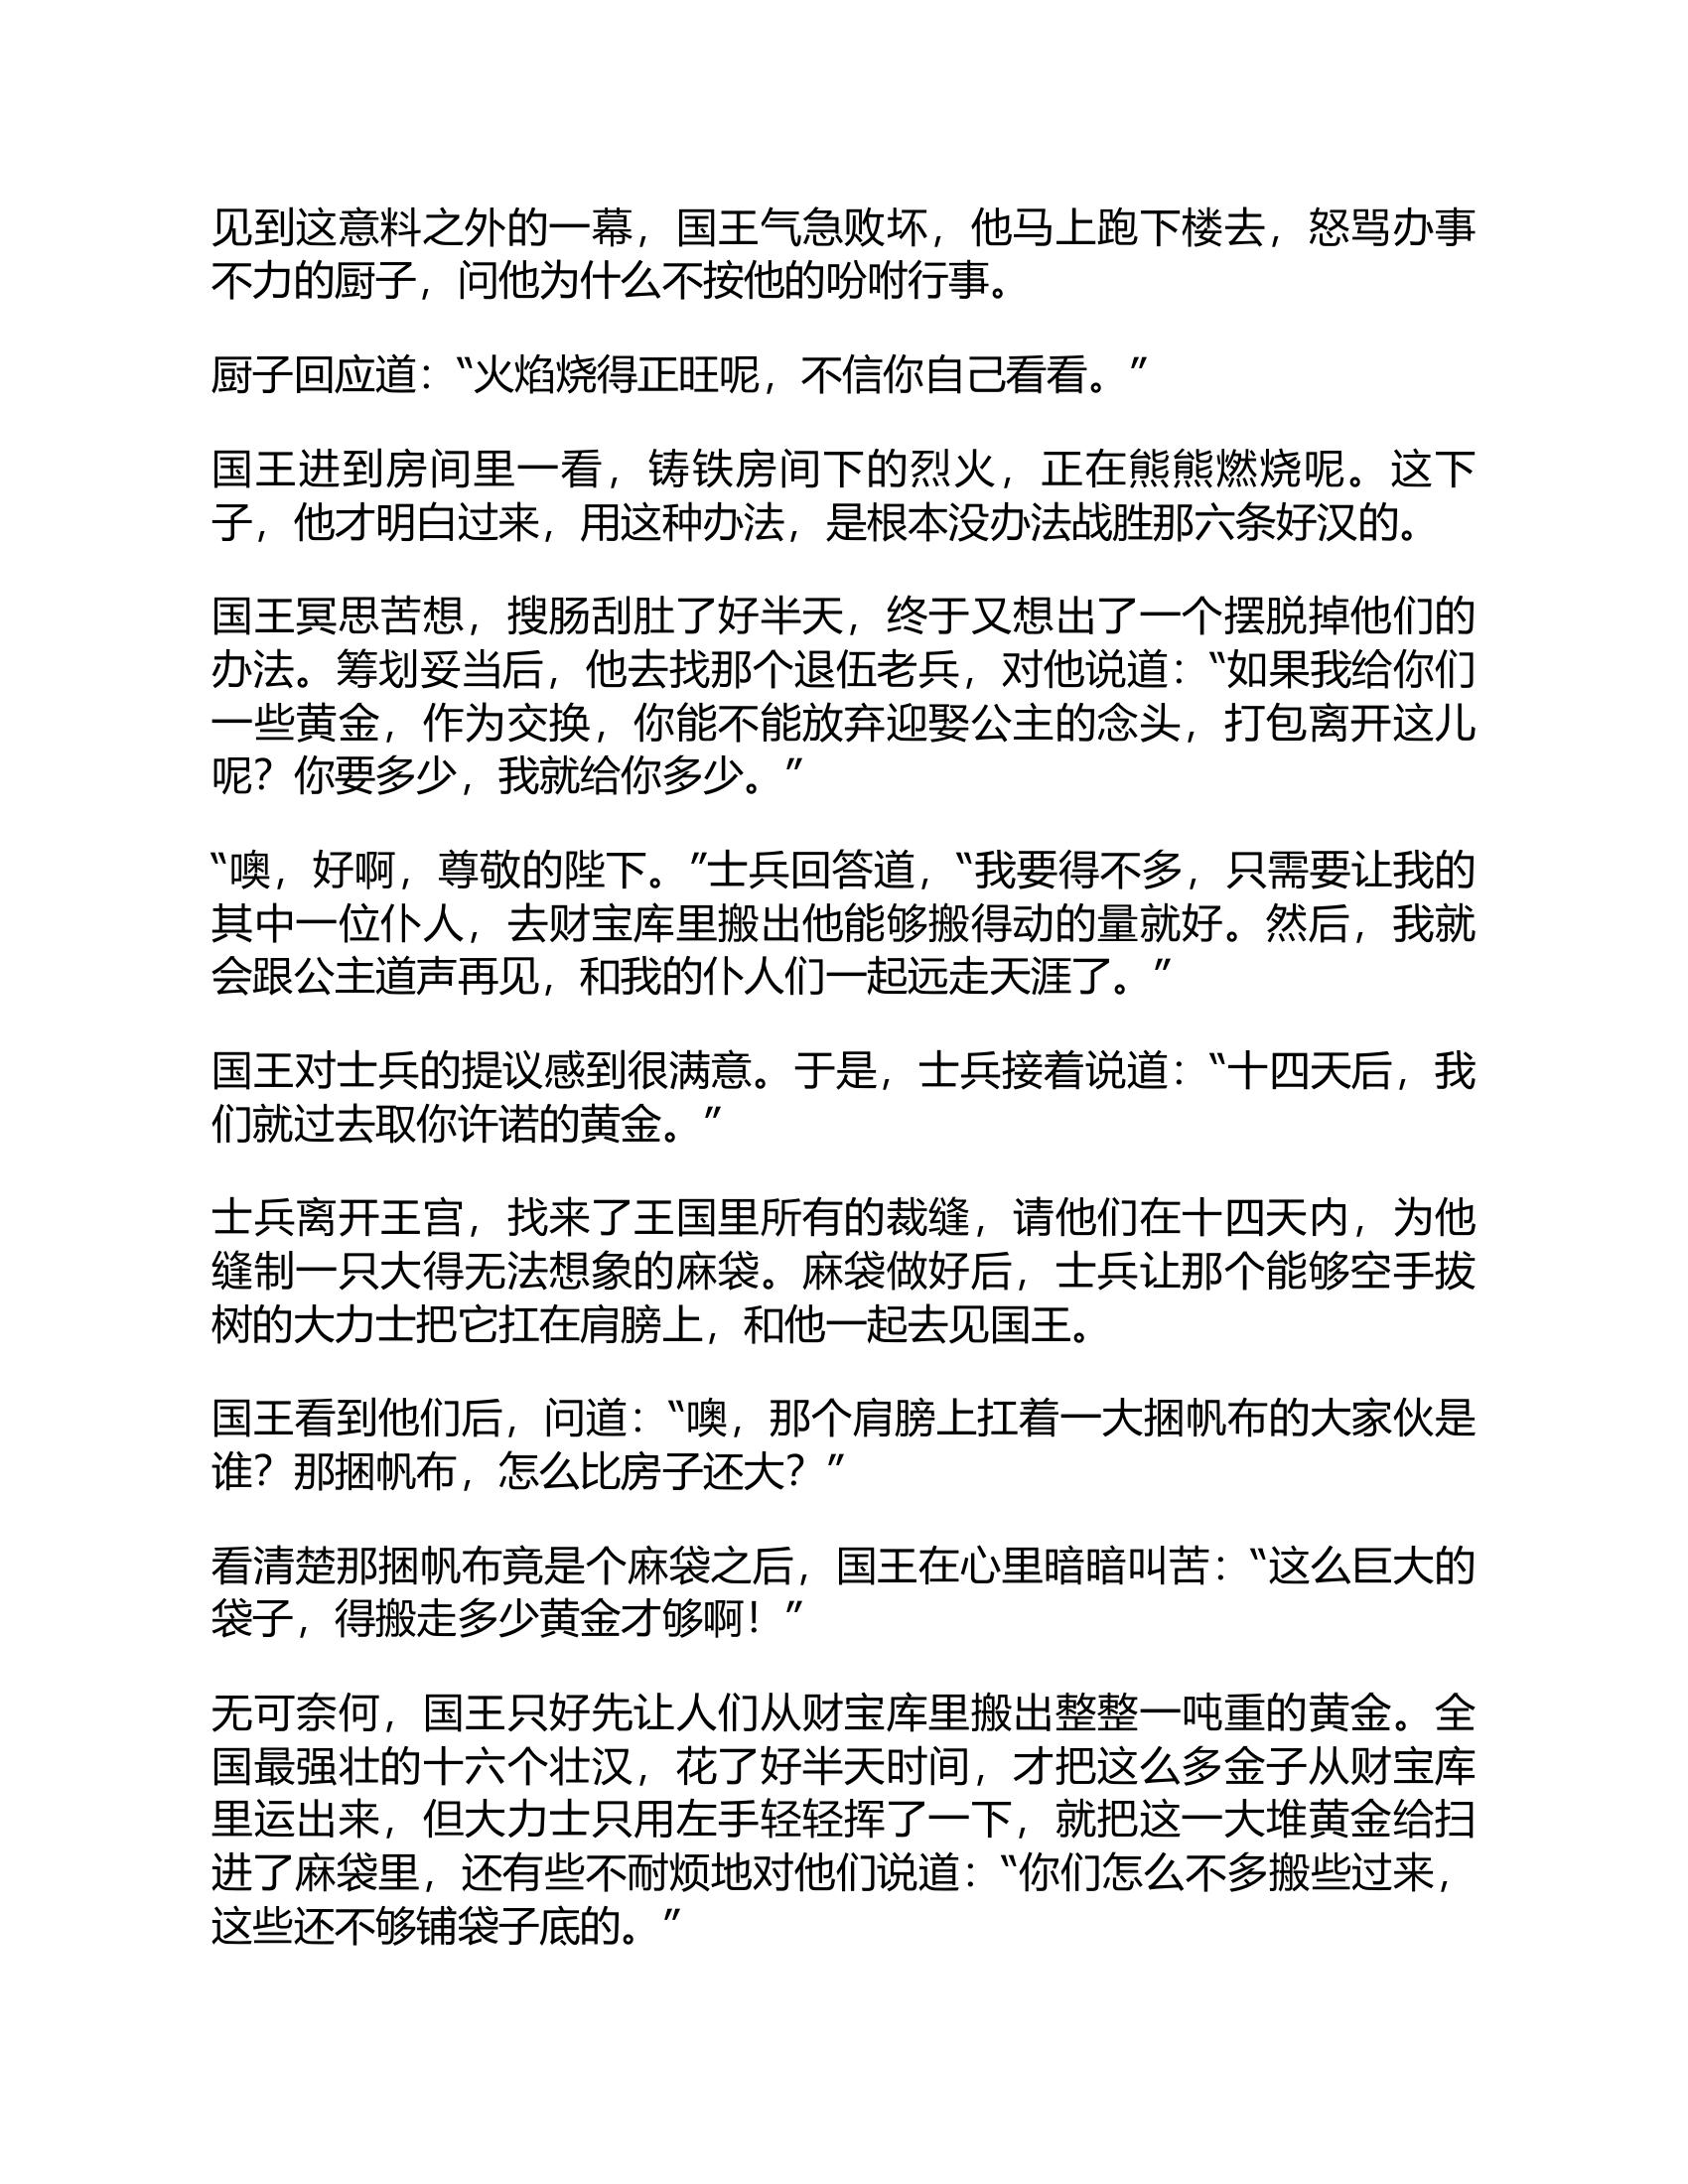 见到这意料之外的一幕，国王气急败坏，他马上跑下楼去，怒骂办事
不力的厨子，问他为什么不按他的吩咐行事。
厨子回应道：“火焰烧得正旺呢，不信你自己看看。”
国王进到房间里一看，铸铁房间下的烈火，正在熊熊燃烧呢。这下
子，他才明白过来，用这种办法，是根本没办法战胜那六条好汉的。
国王冥思苦想，搜肠刮肚了好半天，终于又想出了一个摆脱掉他们的
办法。筹划妥当后，他去找那个退伍老兵，对他说道：“如果我给你们
一些黄金，作为交换，你能不能放弃迎娶公主的念头，打包离开这儿
呢？你要多少，我就给你多少。”
“噢，好啊，尊敬的陛下。”士兵回答道，“我要得不多，只需要让我的
其中一位仆人，去财宝库里搬出他能够搬得动的量就好。然后，我就
会跟公主道声再见，和我的仆人们一起远走天涯了。”
国王对士兵的提议感到很满意。于是，士兵接着说道：“十四天后，我
们就过去取你许诺的黄金。”
士兵离开王宫，找来了王国里所有的裁缝，请他们在十四天内，为他
缝制一只大得无法想象的麻袋。麻袋做好后，士兵让那个能够空手拔
树的大力士把它扛在肩膀上，和他一起去见国王。
国王看到他们后，问道：“噢，那个肩膀上扛着一大捆帆布的大家伙是
谁？那捆帆布，怎么比房子还大？”
看清楚那捆帆布竟是个麻袋之后，国王在心里暗暗叫苦：“这么巨大的
袋子，得搬走多少黄金才够啊！”
无可奈何，国王只好先让人们从财宝库里搬出整整一吨重的黄金。全
国最强壮的十六个壮汉，花了好半天时间，才把这么多金子从财宝库
里运出来，但大力士只用左手轻轻挥了一下，就把这一大堆黄金给扫
进了麻袋里，还有些不耐烦地对他们说道：“你们怎么不多搬些过来，
这些还不够铺袋子底的。”